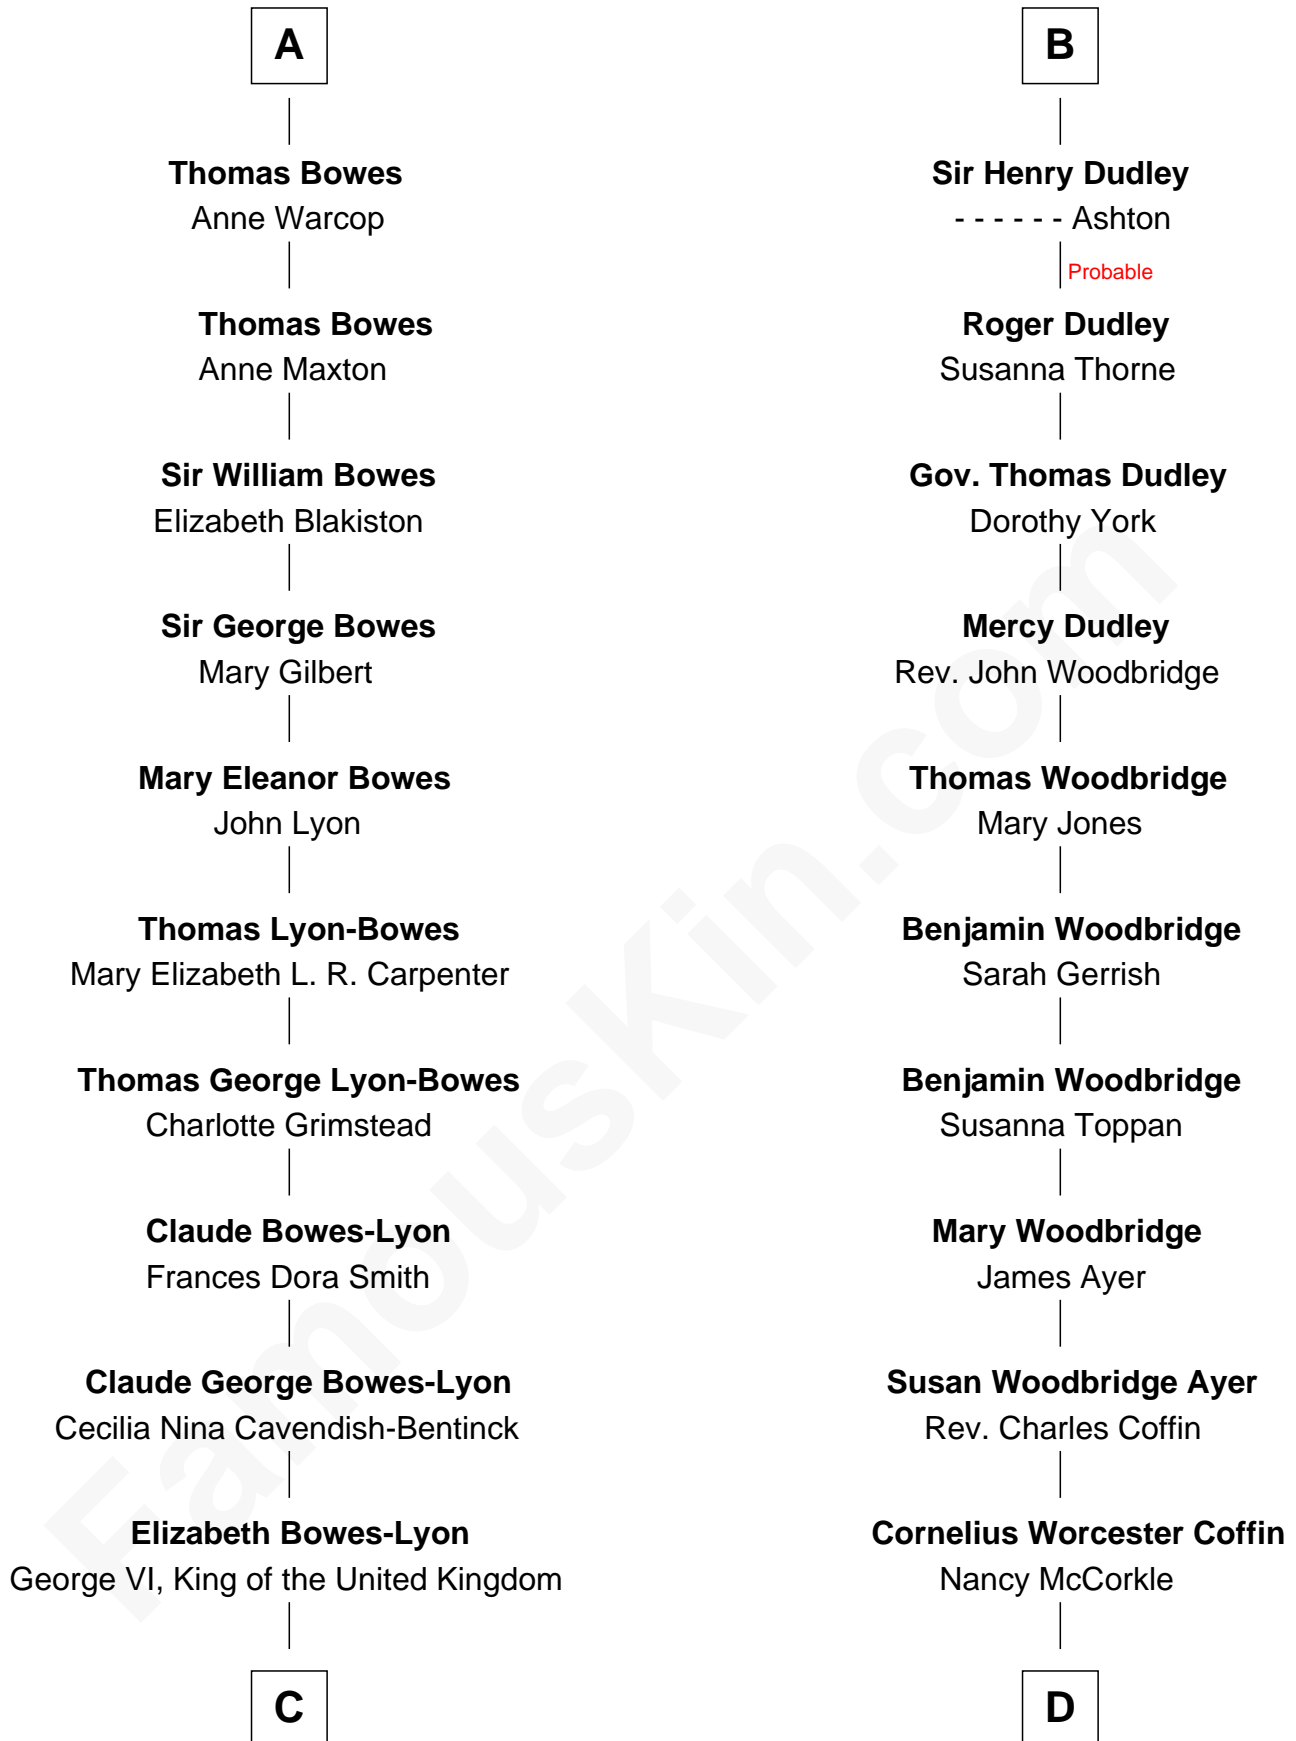 A
Thomas Bowes
Anne Warcop
Thomas Bowes
Anne Maxton
Sir William Bowes
Elizabeth Blakiston
Sir George Bowes
Mary Gilbert
Mary Eleanor Bowes
John Lyon
Thomas Lyon-Bowes
Mary Elizabeth L. R. Carpenter
Thomas George Lyon-Bowes
Charlotte Grimstead
Claude Bowes-Lyon
Frances Dora Smith
Claude George Bowes-Lyon
Cecilia Nina Cavendish-Bentinck
Elizabeth Bowes-Lyon
George VI, King of the United Kingdom
C
B
Sir Henry Dudley
- - - - - - Ashton
Probable
Roger Dudley
Susanna Thorne
Gov. Thomas Dudley
Dorothy York
Mercy Dudley
Rev. John Woodbridge
Thomas Woodbridge
Mary Jones
Benjamin Woodbridge
Sarah Gerrish
Benjamin Woodbridge
Susanna Toppan
Mary Woodbridge
James Ayer
Susan Woodbridge Ayer
Rev. Charles Coffin
Cornelius Worcester Coffin
Nancy McCorkle
D
FamousKin.com